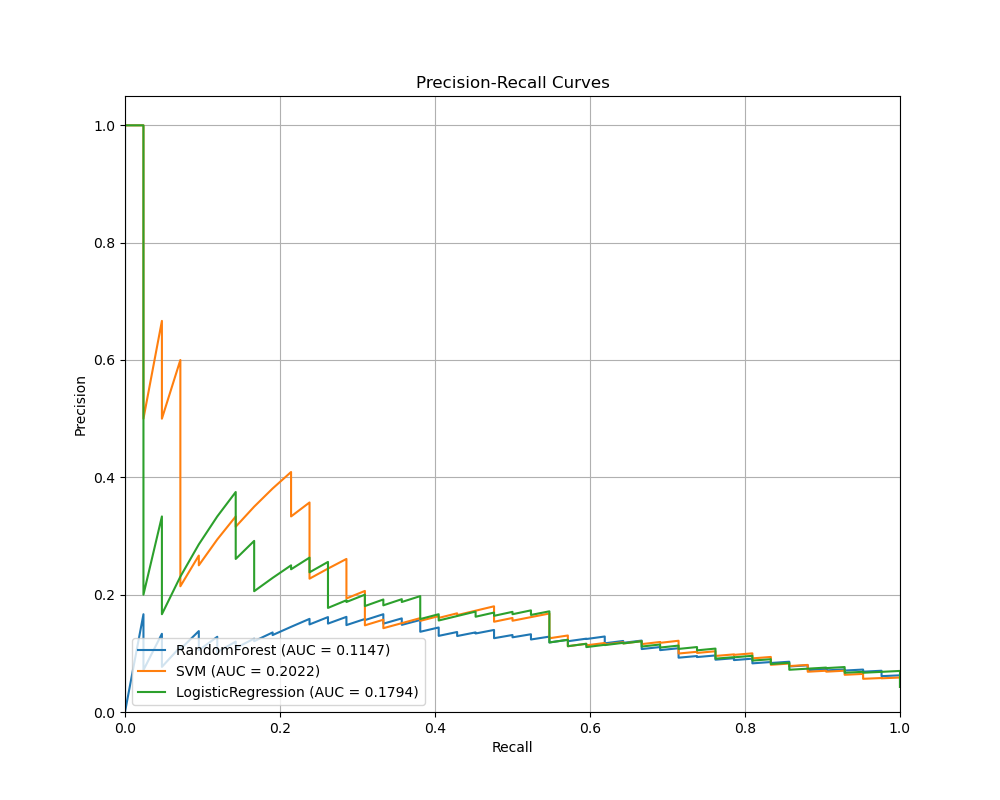 Precision-Recall Curves
1.0
0.8
0.6
0.4
0.2
0.0
Precision
RandomForest (AUC = 0.1147)
SVM (AUC = 0.2022)
LogisticRegression (AUC = 0.1794)
0.0 0.2 0.4 0.6 0.8 1.0
Recall